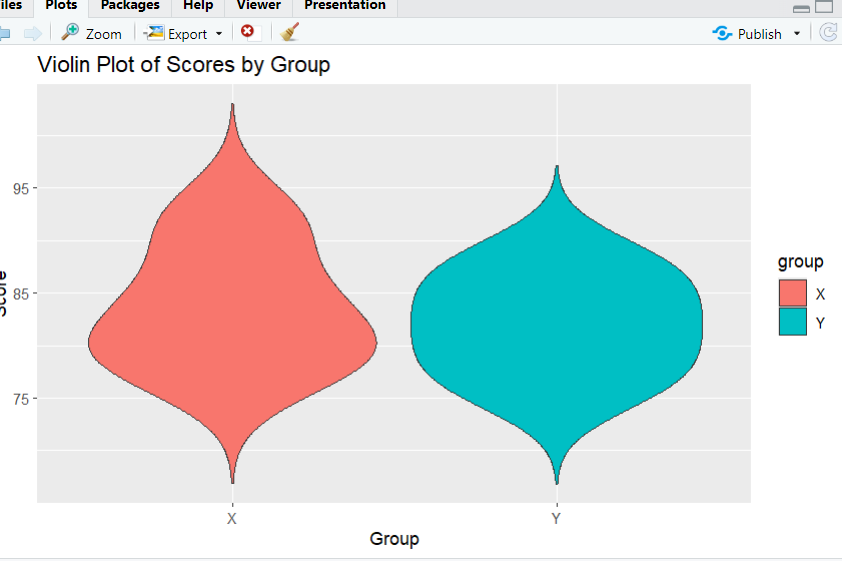 iles Plots Packages Help Viewer Presentation
Zoom Export Publish
Violin Plot of Scores by Group
95
85
75
Score
X Y
Group
group
X
Y